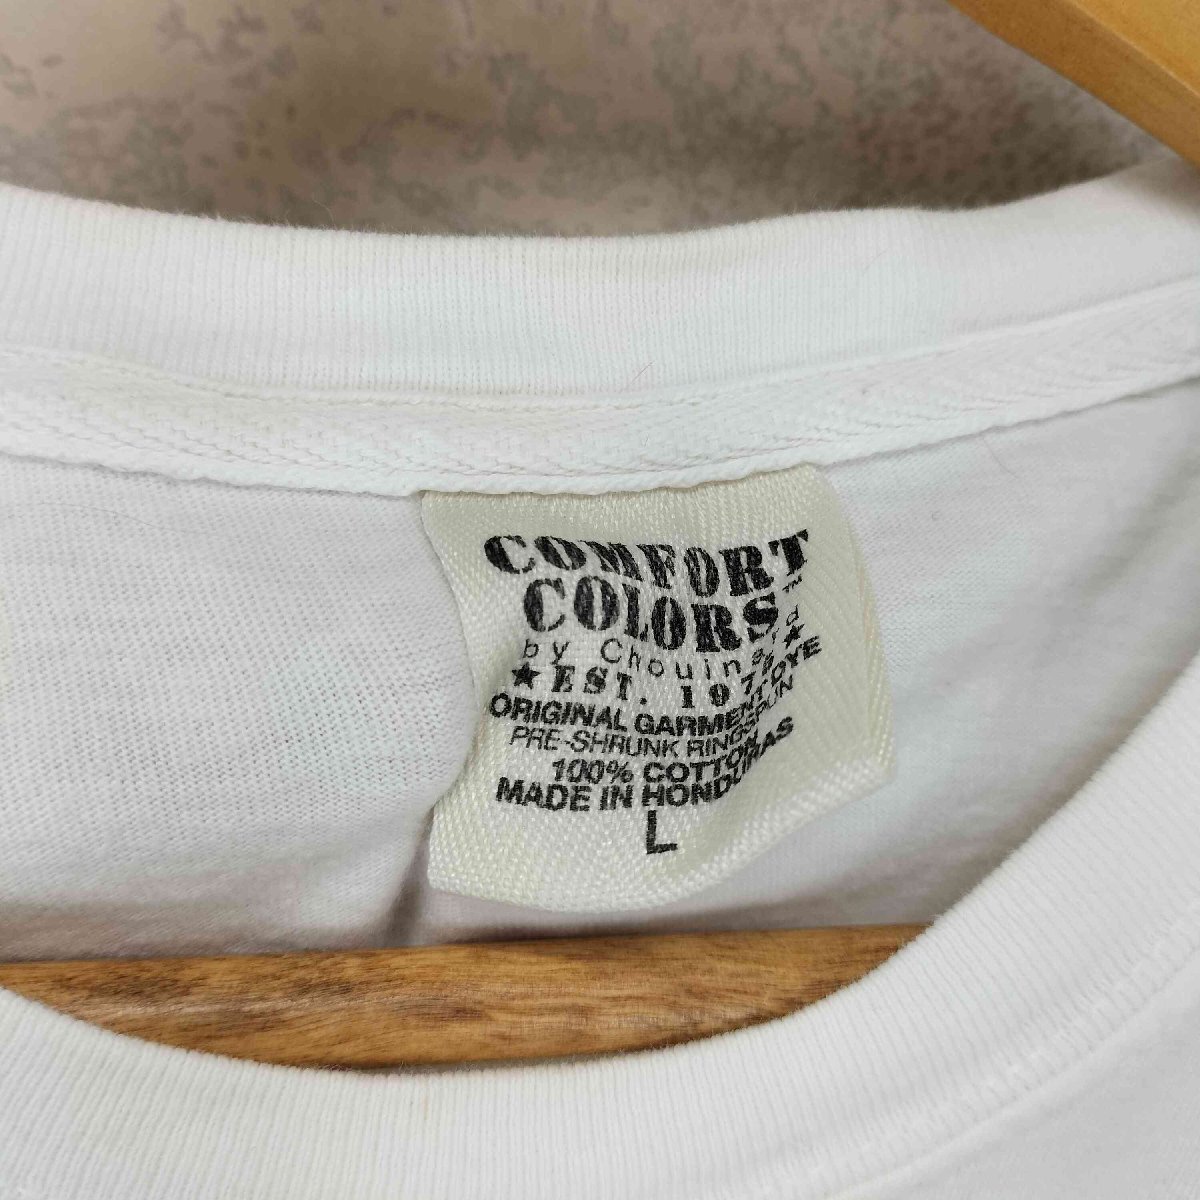 COMFORT
COLORS™
by Chouinard
★ EST. 1975 ★
ORIGINAL GARMENT DYE
PRE-SHRUNK RINGSPUN
100% COTTON
MADE IN HONDURAS
L